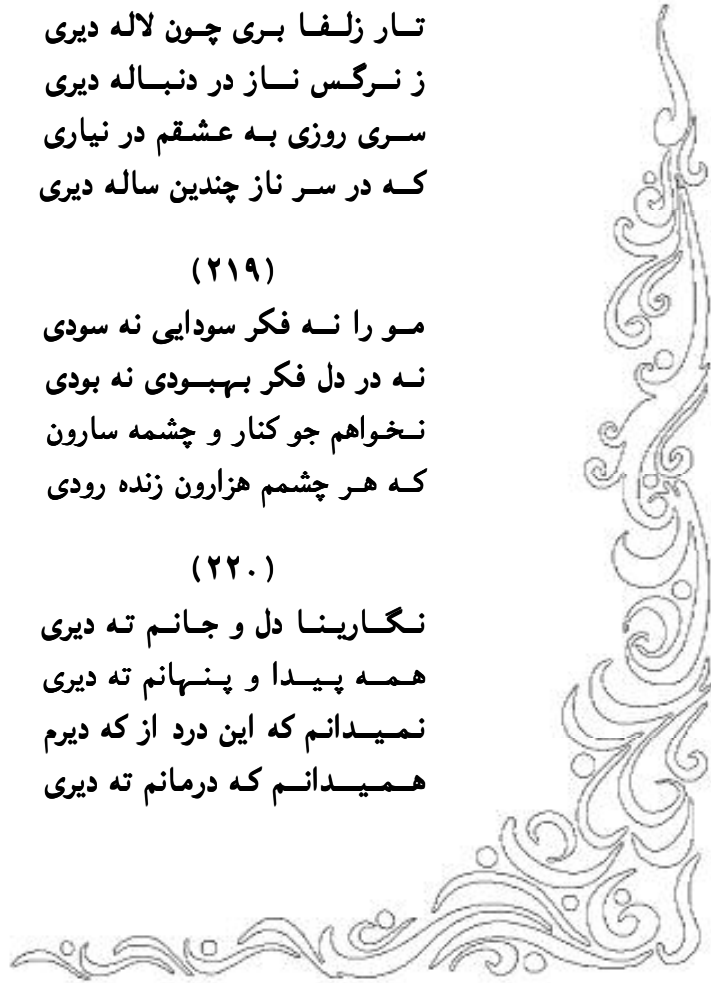 تار زلفا بری چون لاله دیری
ز نرگس ناز در دنباله دیری
سری روزی به عشقم در نیاری
که در سر ناز چندین ساله دیری
(۲۱۹)
مو را نه فکر سودایی نه سودی
نه در دل فکر بهبودی نه بودی
نخواهم جو کنار و چشمه سارون
که هر چشمم هزارون زنده رودی
(۲۲۰)
نگارینا دل و جانم ته دیری
همه پیدا و پنهانم ته دیری
نمیدانم که این درد از که دیرم
همیدانم که درمانم ته دیری